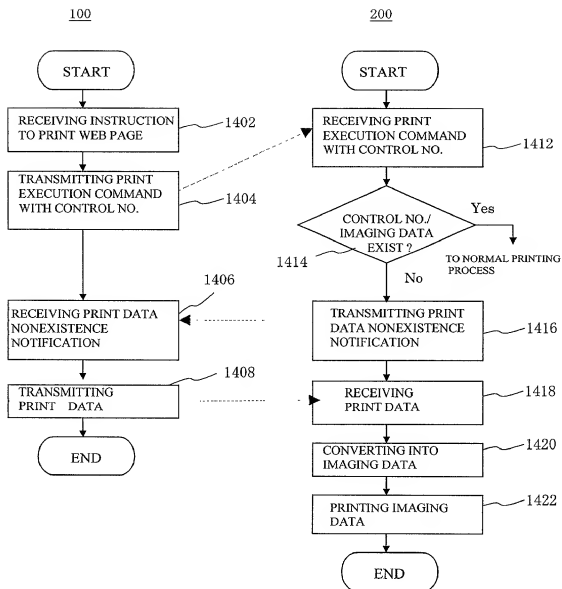 100
START
RECEIVING INSTRUCTION
TO PRINT WEB PAGE
1402
TRANSMITTING PRINT
EXECUTION COMMAND
WITH CONTROL NO.
1404
1406
RECEIVING PRINT DATA
NONEXISTENCE
NOTIFICATION
1408
TRANSMITTING
PRINT DATA
END
200
START
RECEIVING PRINT
EXECUTION COMMAND
WITH CONTROL NO.
1412
CONTROL NO./
IMAGING DATA
EXIST ?
1414
Yes
TO NORMAL PRINTING
PROCESS
No
TRANSMITTING PRINT
DATA NONEXISTENCE
NOTIFICATION
1416
RECEIVING
PRINT DATA
1418
CONVERTING INTO
IMAGING DATA
1420
PRINTING IMAGING
DATA
1422
END